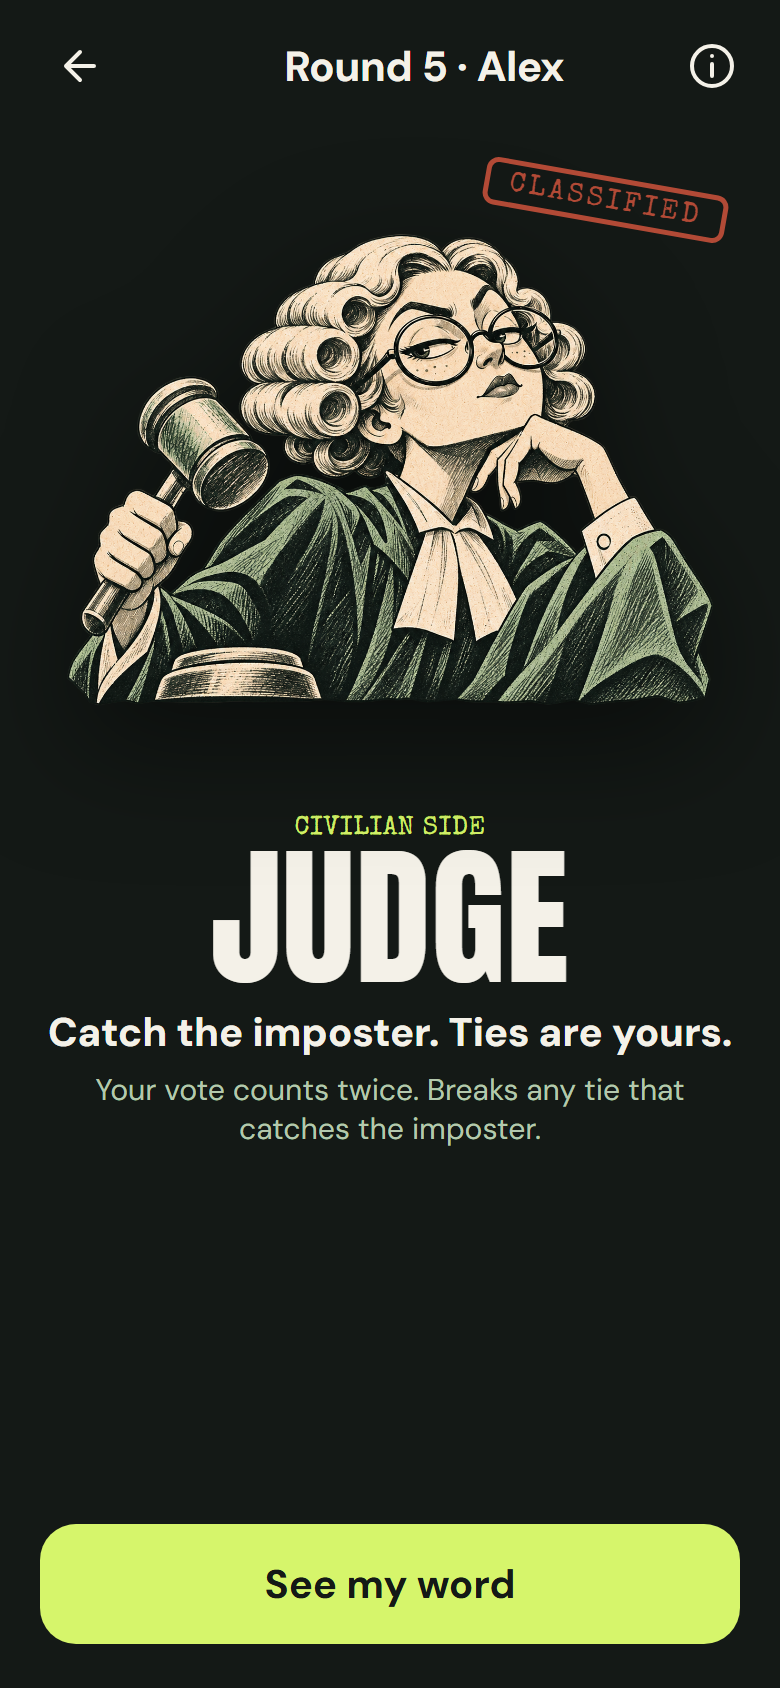 Round 5 · Alex
CLASSIFIED
CIVILIAN SIDE
JUDGE
Catch the imposter. Ties are yours.
Your vote counts twice. Breaks any tie that
catches the imposter.
See my word